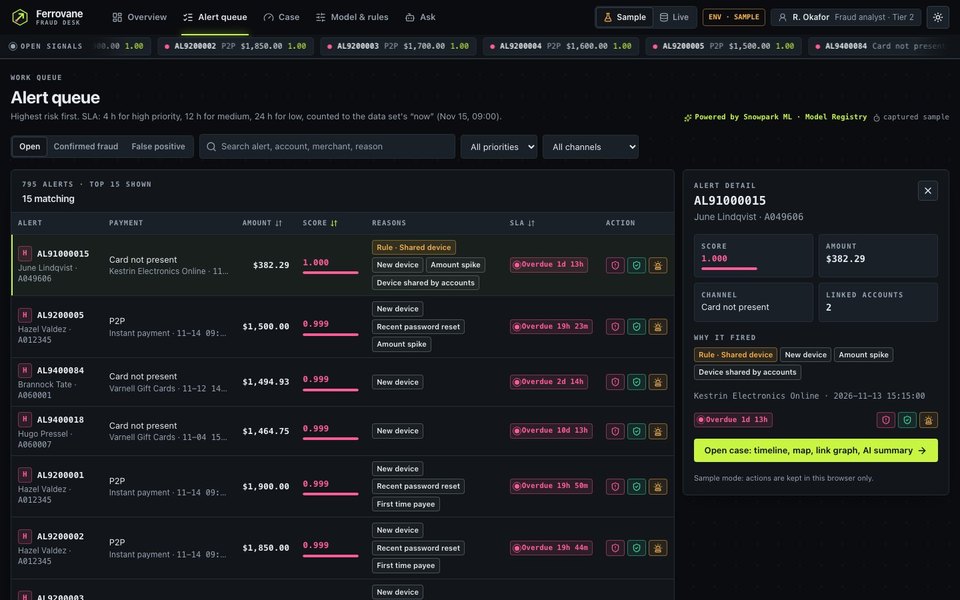 Ferrovane
FRAUD DESK
Overview
Alert queue
Case
Model & rules
Ask
Sample
Live
ENV · SAMPLE
R. Okafor Fraud analyst · Tier 2
OPEN SIGNALS
00.00 1.00
AL9200002 P2P $1,850.00 1.00
AL9200003 P2P $1,700.00 1.00
AL9200004 P2P $1,600.00 1.00
AL9200005 P2P $1,500.00 1.00
AL9400084 Card not present
WORK QUEUE
Alert queue
Highest risk first. SLA: 4 h for high priority, 12 h for medium, 24 h for low, counted to the data set's “now” (Nov 15, 09:00).
Powered by Snowpark ML · Model Registry
captured sample
Open
Confirmed fraud
False positive
Search alert, account, merchant, reason
All priorities
All channels
795 ALERTS · TOP 15 SHOWN
15 matching
ALERT PAYMENT AMOUNT SCORE REASONS SLA ACTION
H AL91000015
June Lindqvist ·
A049606
Card not present
Kestrin Electronics Online · 11…
$382.29
1.000
Rule · Shared device
New device
Amount spike
Device shared by accounts
Overdue 1d 13h
H AL9200005
Hazel Valdez ·
A012345
P2P
Instant payment · 11–14 09:…
$1,500.00
0.999
New device
Recent password reset
Amount spike
Overdue 19h 23m
H AL9400084
Brannock Tate ·
A060001
Card not present
Varnell Gift Cards · 11–12 14…
$1,494.93
0.999
New device
Overdue 2d 14h
H AL9400018
Hugo Pressel ·
A060007
Card not present
Varnell Gift Cards · 11–04 15…
$1,464.75
0.999
New device
Overdue 10d 13h
H AL9200001
Hazel Valdez ·
A012345
P2P
Instant payment · 11–14 09:…
$1,900.00
0.999
New device
Recent password reset
First time payee
Overdue 19h 50m
H AL9200002
Hazel Valdez ·
A012345
P2P
Instant payment · 11–14 09:…
$1,850.00
0.999
New device
Recent password reset
First time payee
Overdue 19h 44m
H AL9200003
New device
ALERT DETAIL
AL91000015
June Lindqvist · A049606
SCORE
1.000
AMOUNT
$382.29
CHANNEL
Card not present
LINKED ACCOUNTS
2
WHY IT FIRED
Rule · Shared device
New device
Amount spike
Device shared by accounts
Kestrin Electronics Online · 2026–11–13 15:15:00
Overdue 1d 13h
Open case: timeline, map, link graph, AI summary →
Sample mode: actions are kept in this browser only.